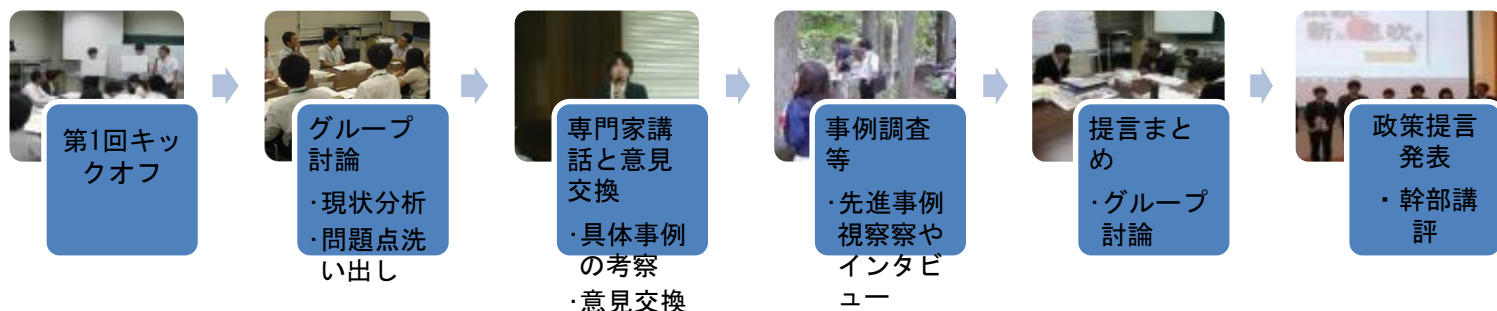 第1回キッ
クオフ
グループ
討論
・現状分析
・問題点洗
い出し
専門家講
話と意見
交換
・具体事例
の考察
・意見交換
事例調査
等
・先進事例
視察察や
インタビ
ュー
提言まと
め
・グループ
討論
政策提言
発表
・幹部講
評